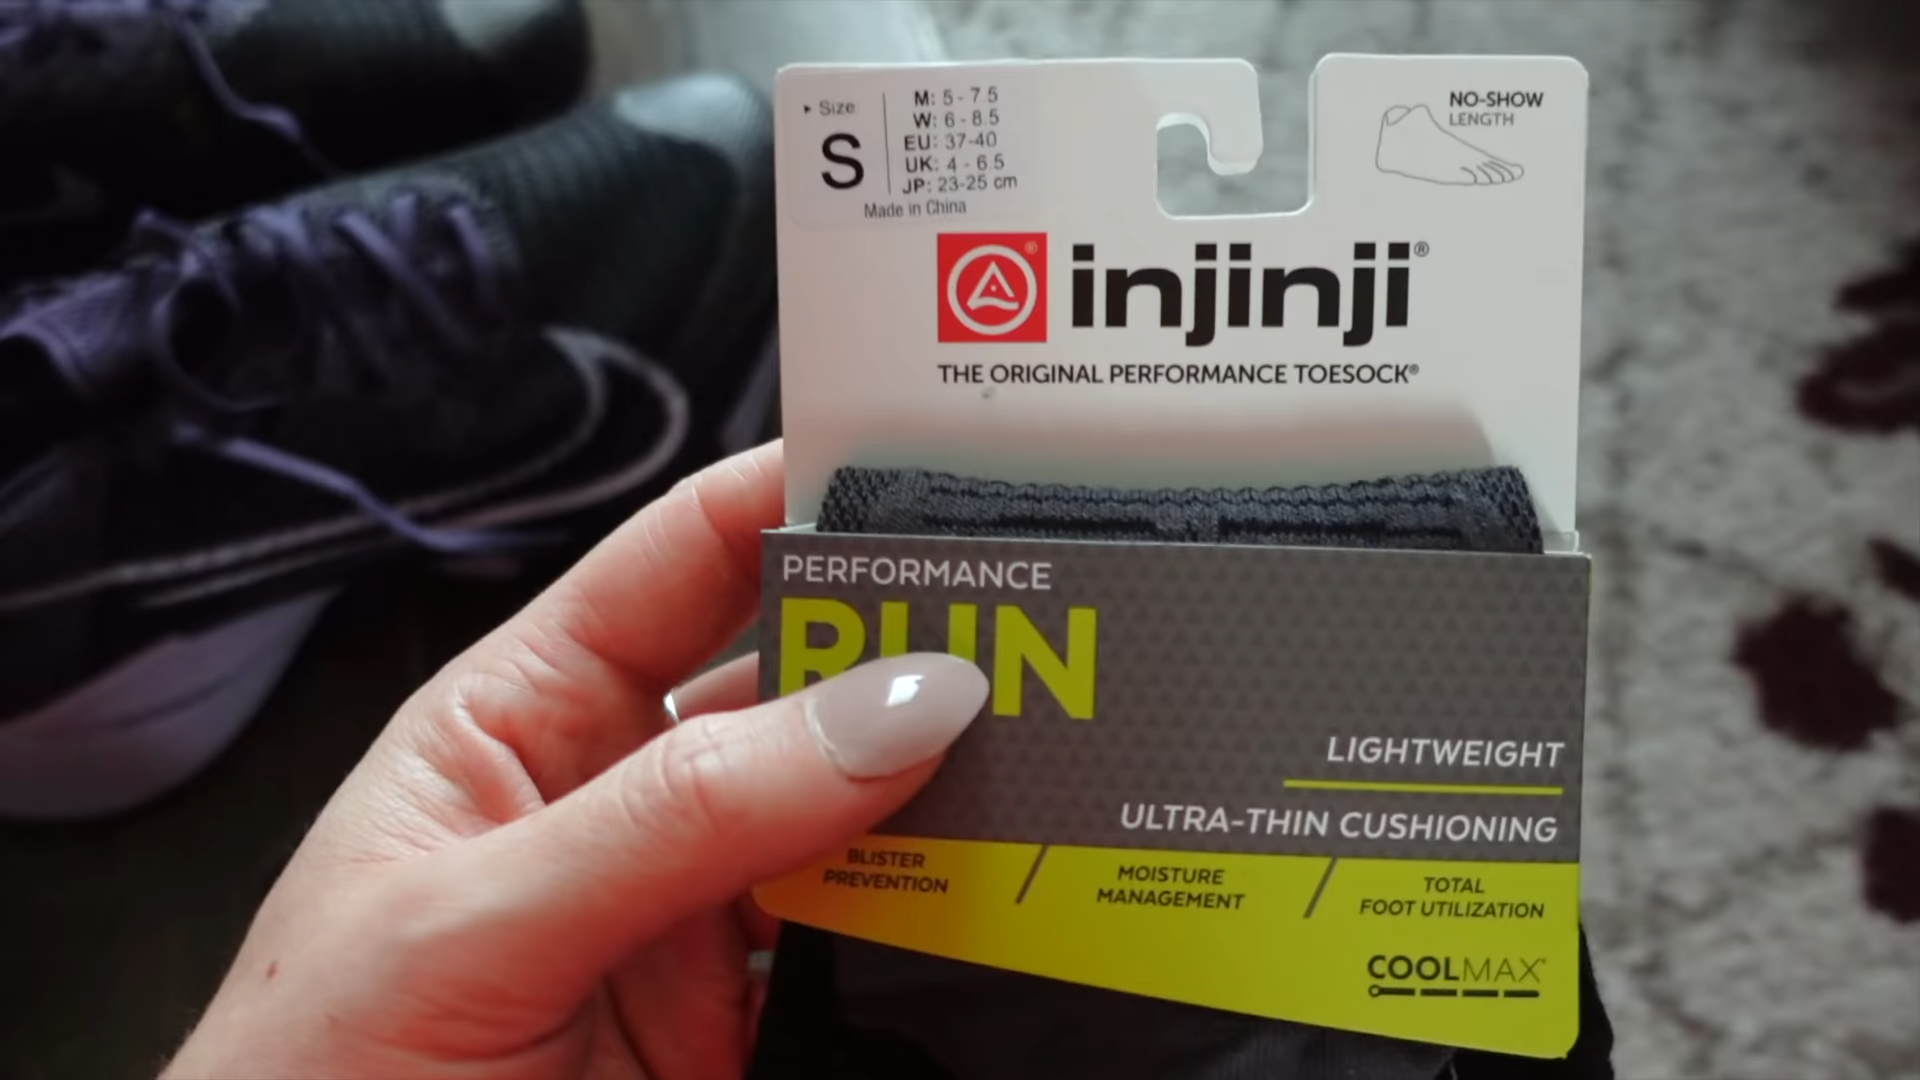 ▸ Size
S
M: 5 - 7.5
W: 6 - 8.5
EU: 37-40
UK: 4 - 6.5
JP: 23-25 cm
Made in China
NO-SHOW
LENGTH
injinji®
THE ORIGINAL PERFORMANCE TOESOCK®
PERFORMANCE
RUN
LIGHTWEIGHT
ULTRA-THIN CUSHIONING
BLISTER
PREVENTION
MOISTURE
MANAGEMENT
TOTAL
FOOT UTILIZATION
COOLMAX®